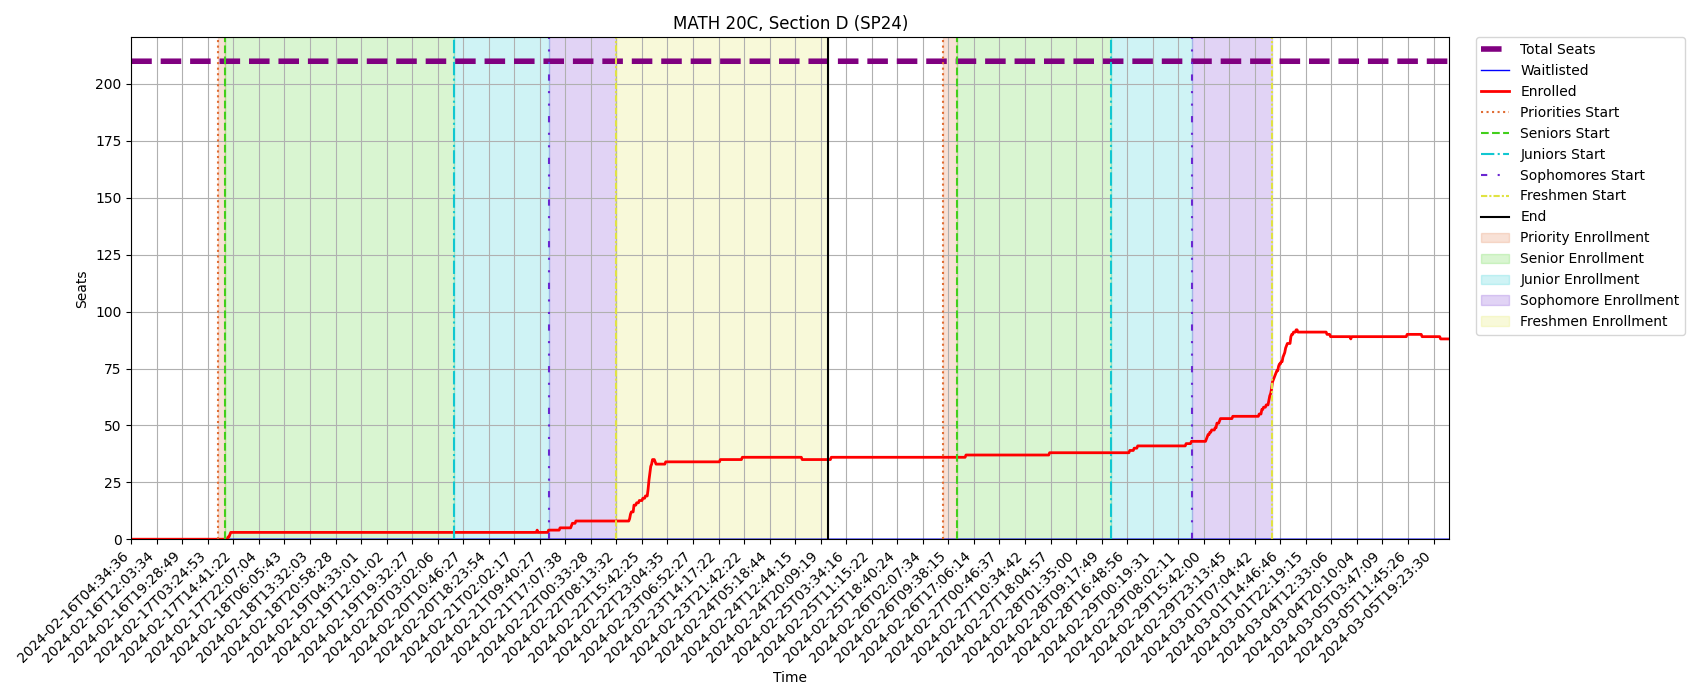 MATH 20C, Section D (SP24)
Seats
200
175
150
125
100
75
50
25
0
2024-02-16T04:34:36
2024-02-16T12:03:34
2024-02-16T19:28:49
2024-02-17T03:24:53
2024-02-17T14:41:22
2024-02-17T22:07:04
2024-02-18T06:05:43
2024-02-18T13:32:03
2024-02-18T20:58:28
2024-02-19T04:33:01
2024-02-19T12:01:02
2024-02-19T19:32:27
2024-02-20T03:02:06
2024-02-20T10:46:27
2024-02-20T18:23:54
2024-02-21T02:02:17
2024-02-21T09:40:27
2024-02-21T17:07:38
2024-02-22T00:33:28
2024-02-22T08:13:32
2024-02-22T15:42:25
2024-02-22T23:04:35
2024-02-23T06:52:27
2024-02-23T14:17:22
2024-02-23T21:42:22
2024-02-24T05:18:44
2024-02-24T12:44:15
2024-02-24T20:09:19
2024-02-25T03:34:16
2024-02-25T11:15:22
2024-02-25T18:40:24
2024-02-26T02:07:34
2024-02-26T09:38:15
2024-02-26T17:06:14
2024-02-27T00:46:37
2024-02-27T10:34:42
2024-02-27T18:04:57
2024-02-28T01:35:00
2024-02-28T09:17:49
2024-02-28T16:48:56
2024-02-29T00:19:31
2024-02-29T08:02:11
2024-02-29T15:42:00
2024-02-29T23:13:45
2024-03-01T07:04:42
2024-03-01T14:46:46
2024-03-01T22:19:15
2024-03-04T12:33:06
2024-03-04T20:10:04
2024-03-05T03:47:09
2024-03-05T11:45:26
2024-03-05T19:23:30
Time
Total Seats
Waitlisted
Enrolled
Priorities Start
Seniors Start
Juniors Start
Sophomores Start
Freshmen Start
End
Priority Enrollment
Senior Enrollment
Junior Enrollment
Sophomore Enrollment
Freshmen Enrollment